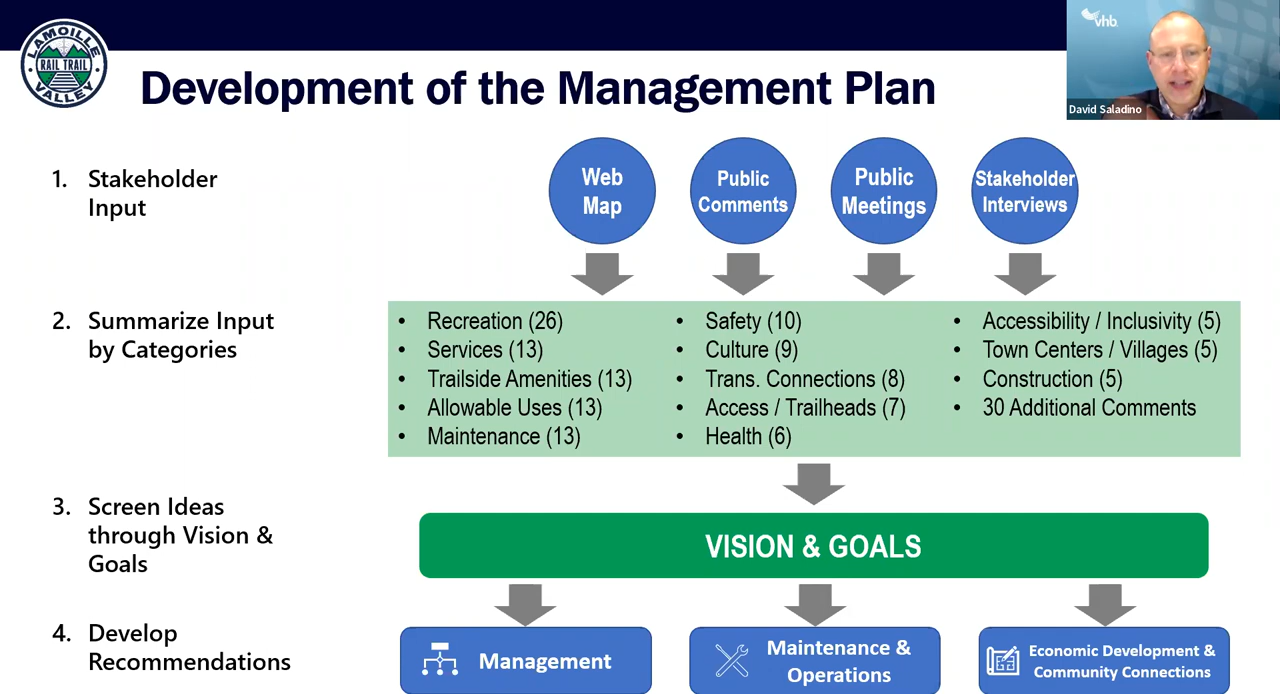 LAMOILLE
RAIL TRAIL
VALLEY
Development of the Management Plan
vhb
David Saladino
1. Stakeholder
Input
Web
Map
Public
Comments
Public
Meetings
Stakeholder
Interviews
2. Summarize Input
by Categories
• Recreation (26)
• Services (13)
• Trailside Amenities (13)
• Allowable Uses (13)
• Maintenance (13)
• Safety (10)
• Culture (9)
• Trans. Connections (8)
• Access / Trailheads (7)
• Health (6)
• Accessibility / Inclusivity (5)
• Town Centers / Villages (5)
• Construction (5)
• 30 Additional Comments
3. Screen Ideas
through Vision &
Goals
VISION & GOALS
4. Develop
Recommendations
Management
Maintenance &
Operations
Economic Development &
Community Connections